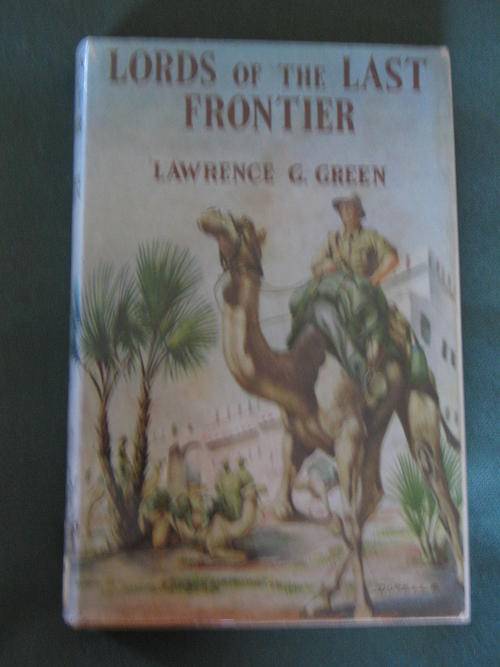 LORDS OF THE LAST
FRONTIER
LAWRENCE G. GREEN